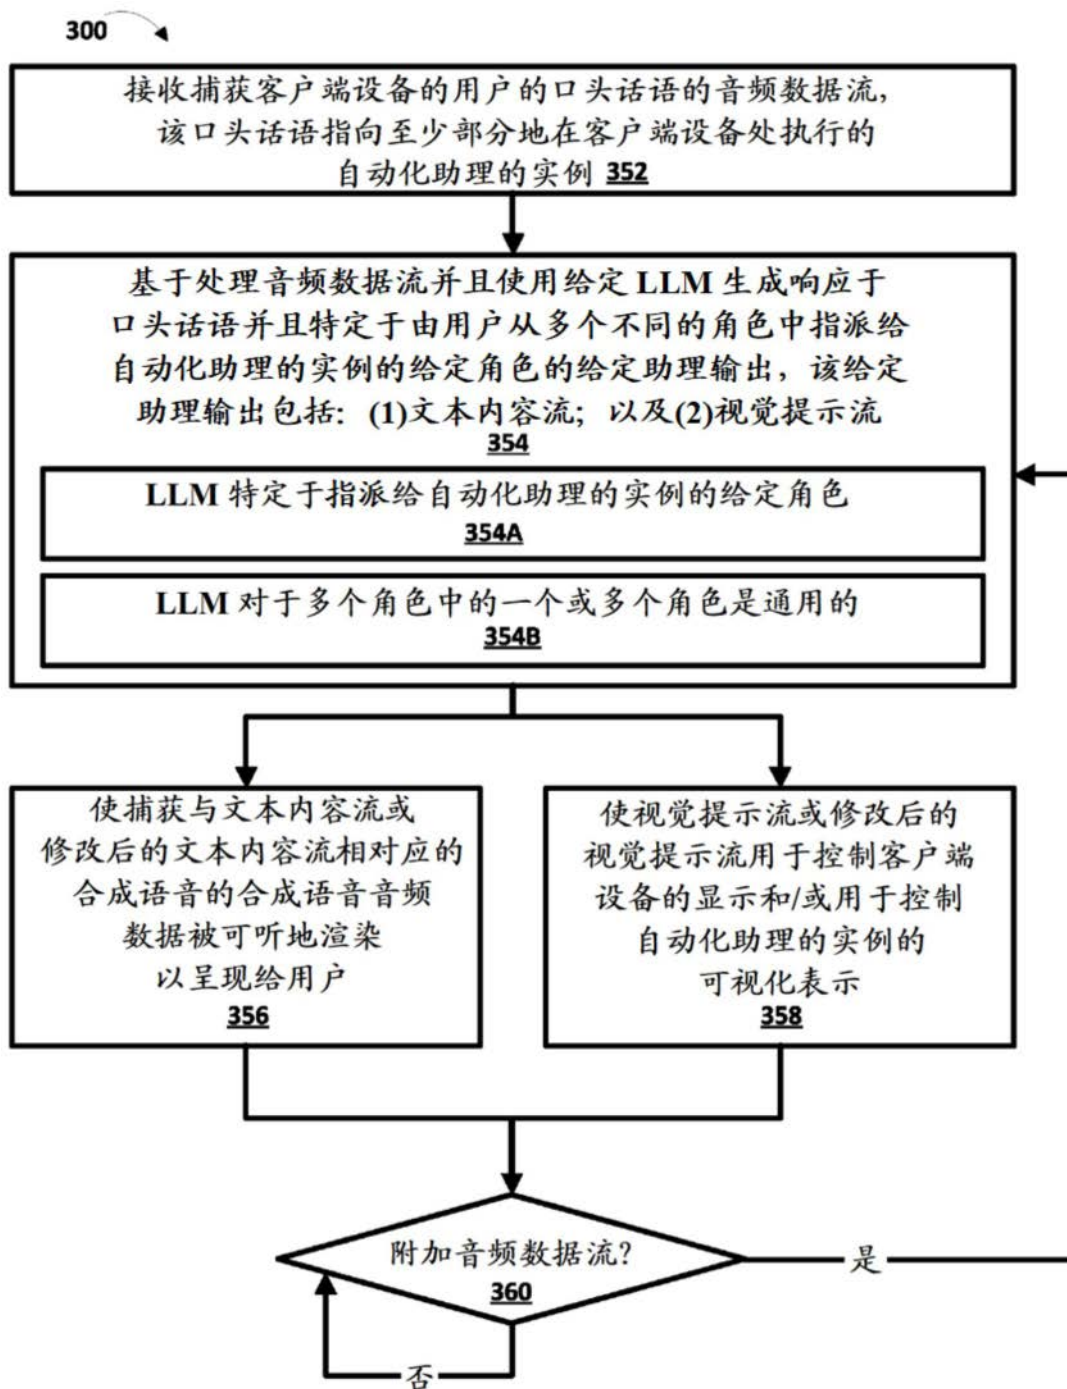 300
接收捕获客户端设备的用户的口头话语的音频数据流,
该口头话语指向至少部分地在客户端设备处执行的
自动化助理的实例 352
基于处理音频数据流并且使用给定 LLM 生成响应于
口头话语并且特定于由用户从多个不同的角色中指派给
自动化助理的实例的给定角色的给定助理输出，该给定
助理输出包括：(1)文本内容流；以及(2)视觉提示流
354
LLM 特定于指派给自动化助理的实例的给定角色
354A
LLM 对于多个角色中的一个或多个角色是通用的
354B
使捕获与文本内容流或
修改后的文本内容流相对应的
合成语音的合成语音音频
数据被可听地渲染
以呈现给用户
356
使视觉提示流或修改后的
视觉提示流用于控制客户端
设备的显示和/或用于控制
自动化助理的实例的
可视化表示
358
附加音频数据流?
360
是
否